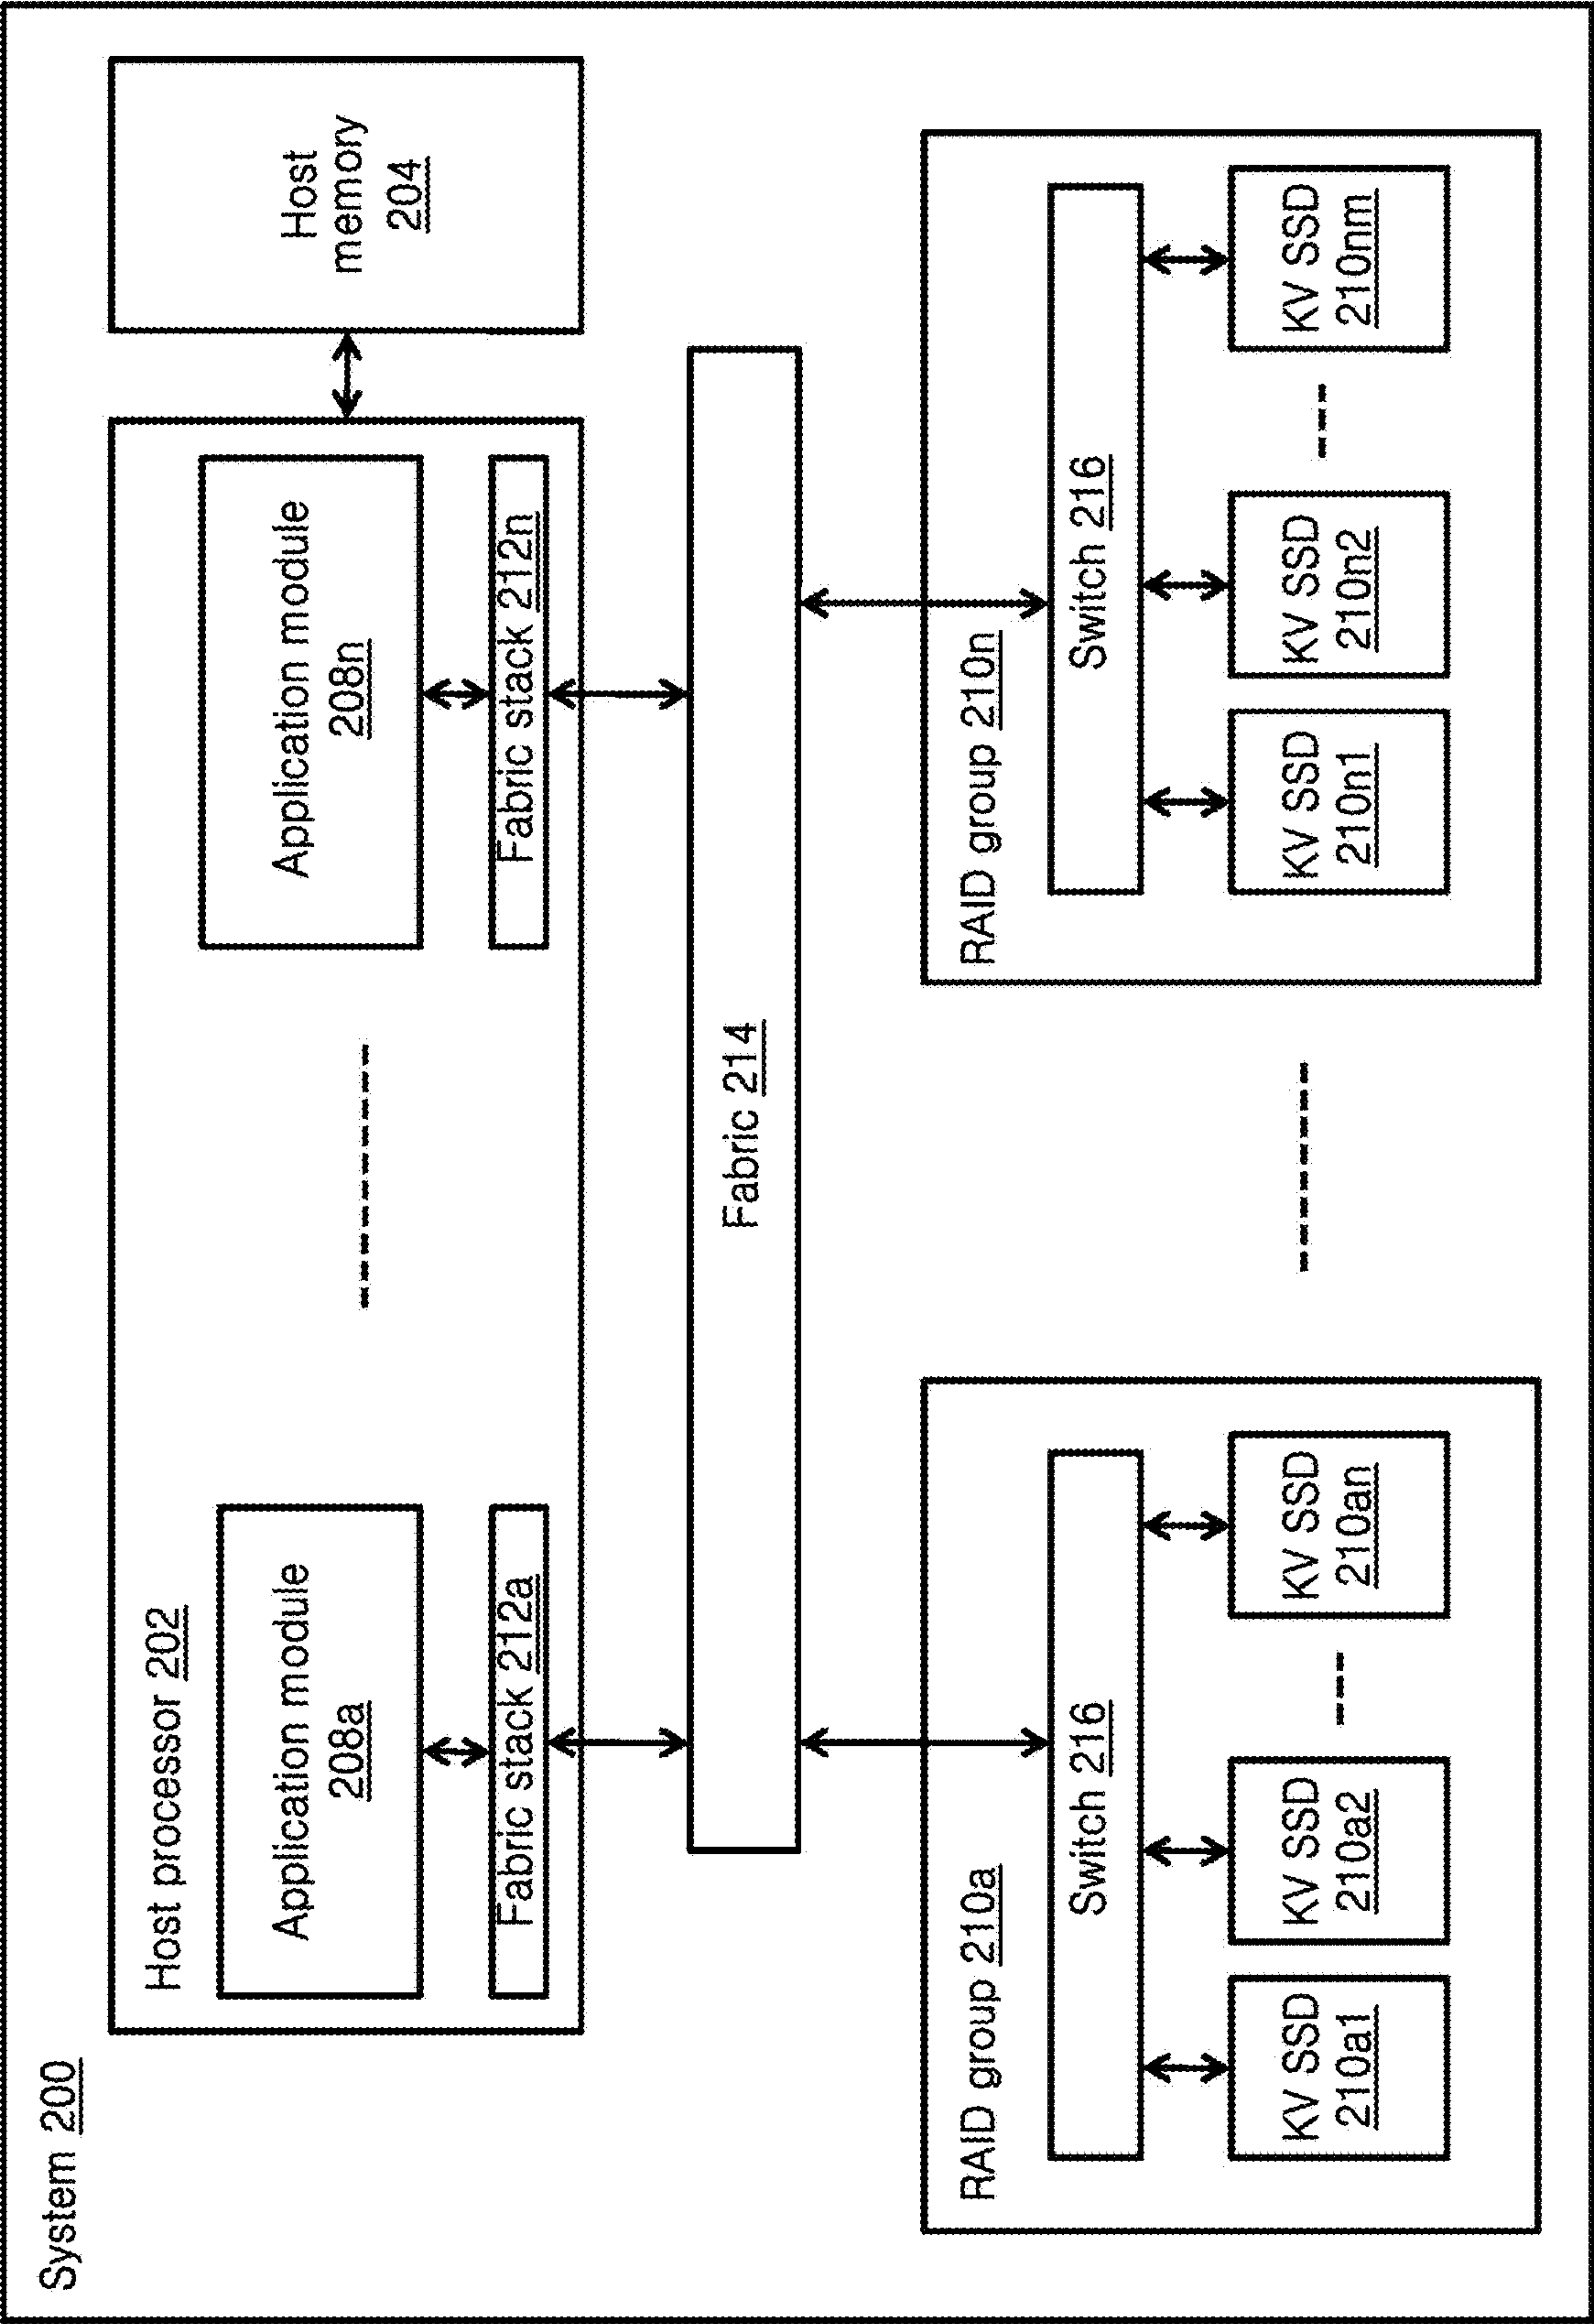 System 200
Host processor 202
Application module
208a
Fabric stack 212a
Application module
208n
Fabric stack 212n
Host
memory
204
Fabric 214
RAID group 210a
Switch 216
KV SSD
210a1
KV SSD
210a2
KV SSD
210an
RAID group 210n
Switch 216
KV SSD
210n1
KV SSD
210n2
KV SSD
210nm